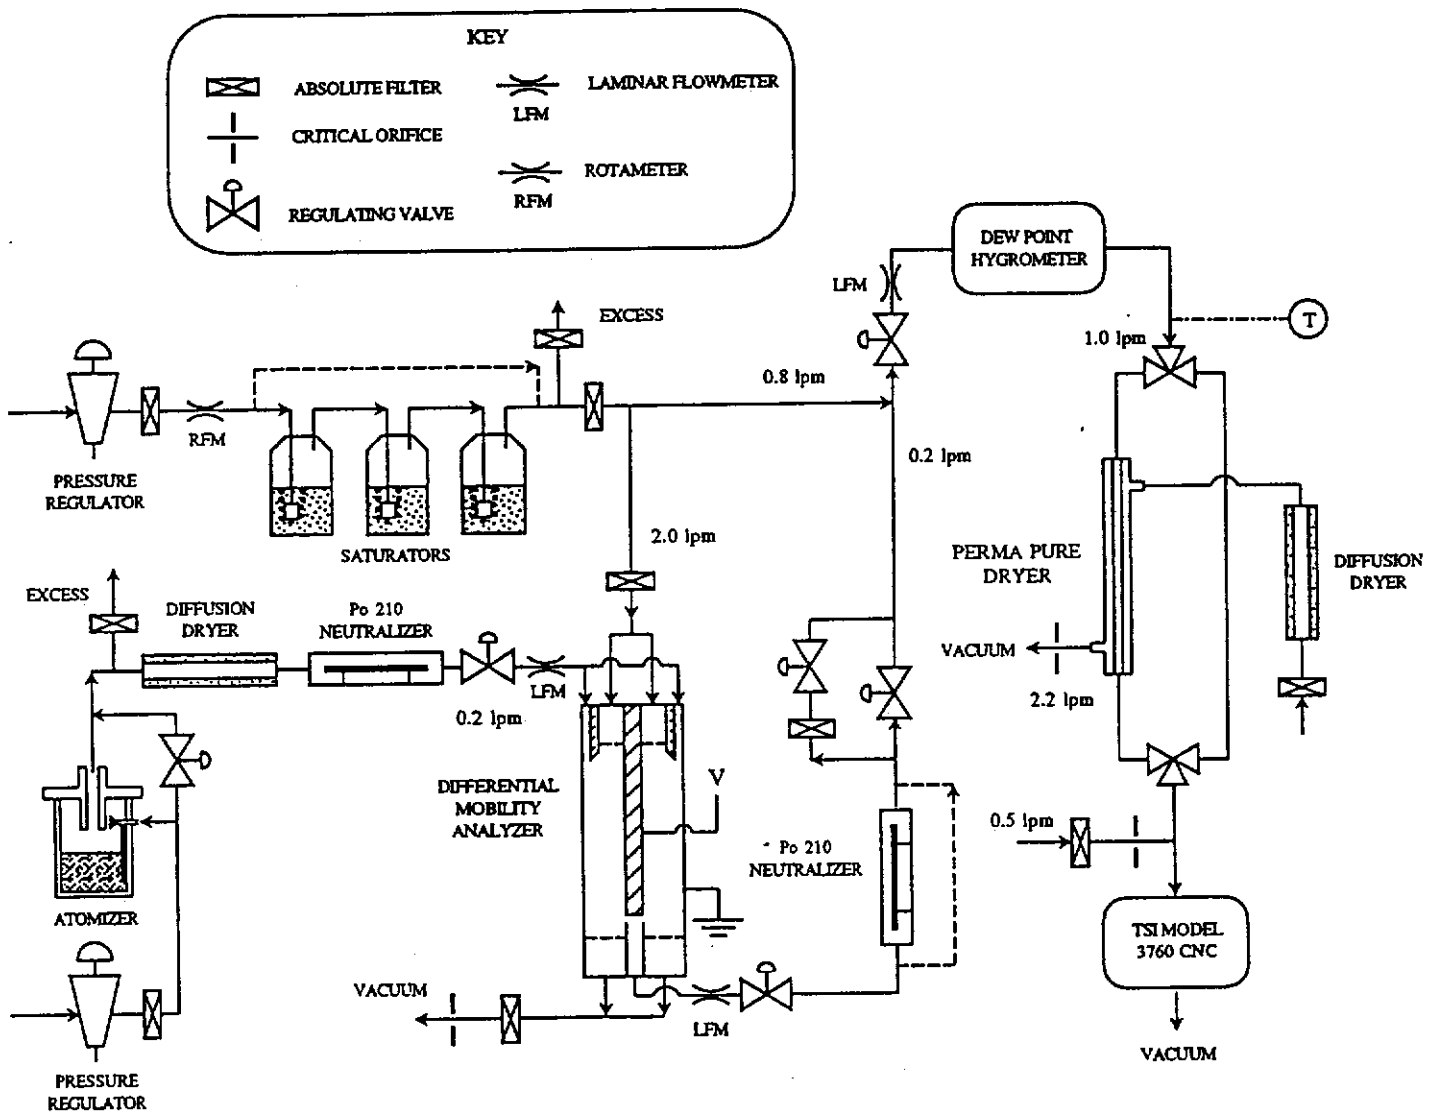 KEY
ABSOLUTE FILTER
LAMINAR FLOWMETER
LFM
CRITICAL ORIFICE
ROTAMETER
RFM
REGULATING VALVE
DEW POINT
HYGROMETER
LFM
EXCESS
T
1.0 lpm
0.8 lpm
RFM
0.2 lpm
PRESSURE
REGULATOR
SATURATORS
2.0 lpm
PERMA PURE
DRYER
DIFFUSION
DRYER
EXCESS
DIFFUSION
DRYER
Po 210
NEUTRALIZER
LFM
0.2 lpm
VACUUM
2.2 lpm
DIFFERENTIAL
MOBILITY
ANALYZER
V
0.5 lpm
Po 210
NEUTRALIZER
ATOMIZER
TSI MODEL
3760 CNC
VACUUM
LFM
VACUUM
PRESSURE
REGULATOR